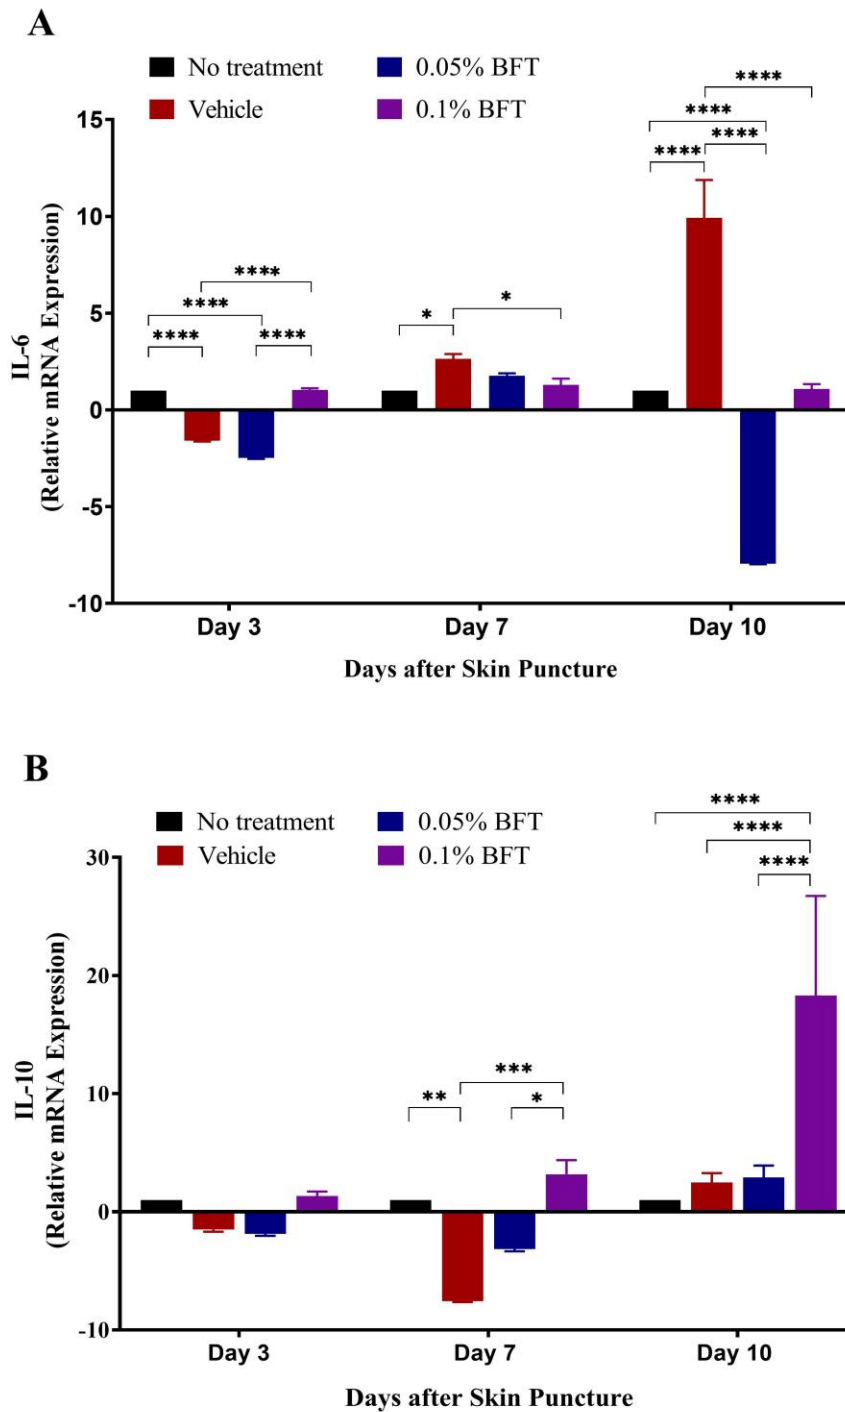 A
No treatment 0.05% BFT
Vehicle 0.1% BFT
IL-6
(Relative mRNA Expression)
15
10
5
0
-5
-10
**** **** ****
****
* *
****
****
**** ****
Day 3 Day 7 Day 10
Days after Skin Puncture
B
No treatment 0.05% BFT
Vehicle 0.1% BFT
IL-10
(Relative mRNA Expression)
30
20
10
0
-10
** *** *
****
****
****
Day 3 Day 7 Day 10
Days after Skin Puncture